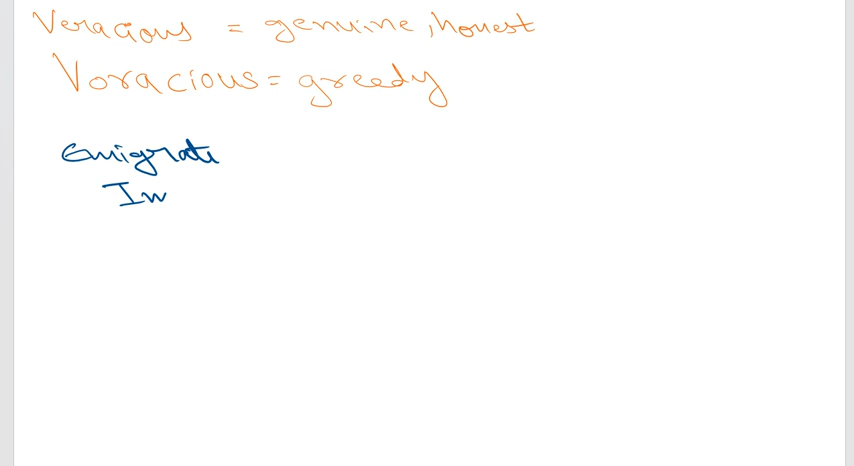 Veracious = genuine, honest
Voracious = greedy
Emigrate
Im